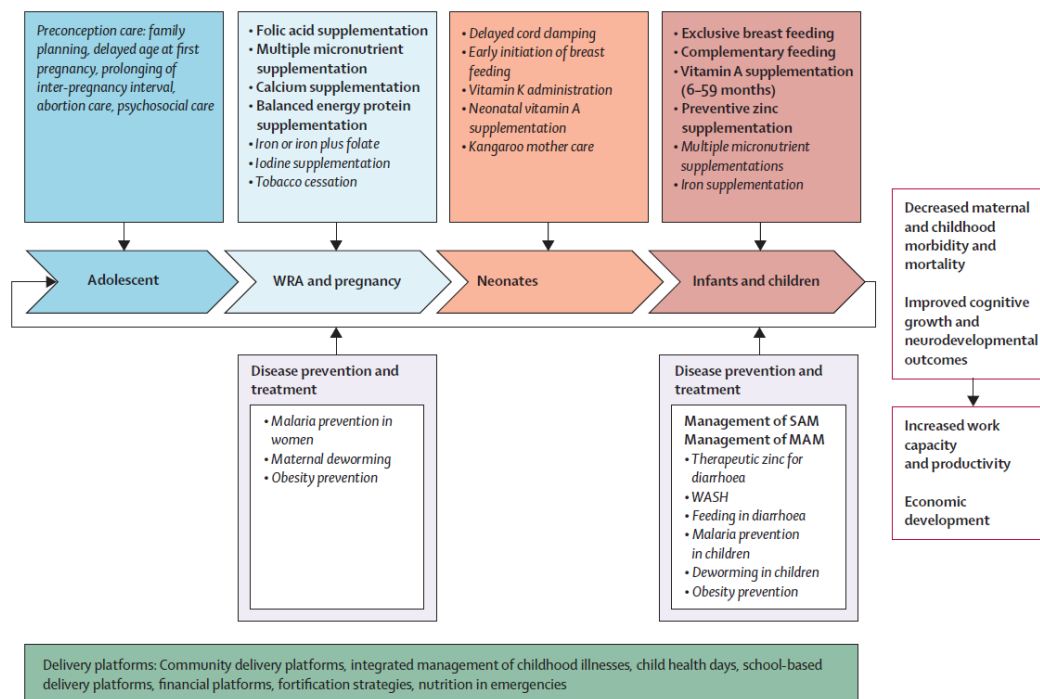 Preconception care: family
planning, delayed age at first
pregnancy, prolonging of
inter-pregnancy interval,
abortion care, psychosocial care
• Folic acid supplementation
• Multiple micronutrient
supplementation
• Calcium supplementation
• Balanced energy protein
supplementation
• Iron or iron plus folate
• Iodine supplementation
• Tobacco cessation
• Delayed cord clamping
• Early initiation of breast
feeding
• Vitamin K administration
• Neonatal vitamin A
supplementation
• Kangaroo mother care
• Exclusive breast feeding
• Complementary feeding
• Vitamin A supplementation
(6–59 months)
• Preventive zinc
supplementation
• Multiple micronutrient
supplementations
• Iron supplementation
Adolescent
WRA and pregnancy
Neonates
Infants and children
Disease prevention and
treatment
• Malaria prevention in
women
• Maternal deworming
• Obesity prevention
Disease prevention and
treatment
Management of SAM
Management of MAM
• Therapeutic zinc for
diarrhoea
• WASH
• Feeding in diarrhoea
• Malaria prevention
in children
• Deworming in children
• Obesity prevention
Decreased maternal
and childhood
morbidity and
mortality
Improved cognitive
growth and
neurodevelopmental
outcomes
Increased work
capacity
and productivity
Economic
development
Delivery platforms: Community delivery platforms, integrated management of childhood illnesses, child health days, school-based
delivery platforms, financial platforms, fortification strategies, nutrition in emergencies